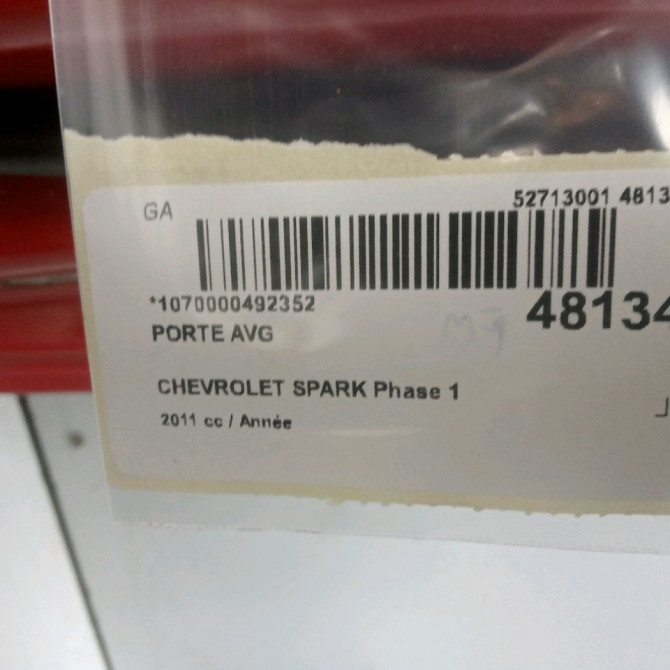 GA
52713001 4813
*1070000492352
48134
PORTE AVG
CHEVROLET SPARK Phase 1
2011 cc / Année